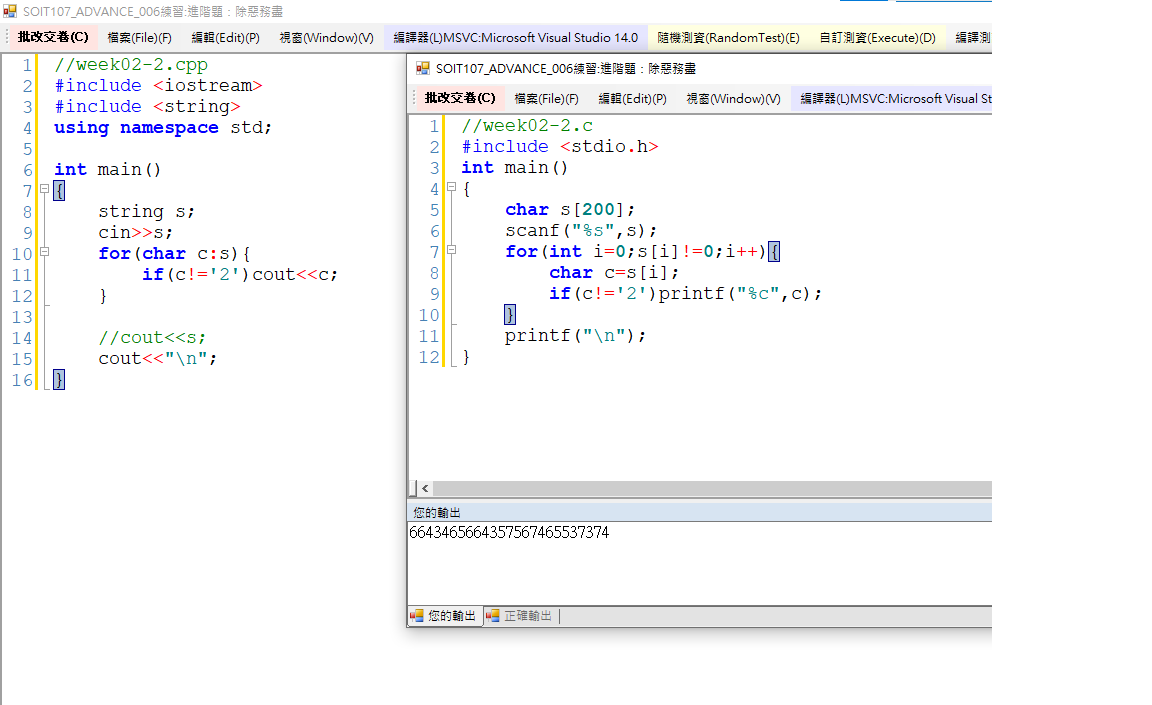 SOIT107_ADVANCE_006練習:進階題：除惡務盡
批改交卷(C) 檔案(File)(F) 編輯(Edit)(P) 視窗(Window)(V) 編譯器(L)MSVC:Microsoft Visual Studio 14.0 隨機測資(RandomTest)(E) 自訂測資(Execute)(D) 編譯測
1 //week02-2.cpp
2 #include <iostream>
3 #include <string>
4 using namespace std;
5
6 int main()
7 {
8 string s;
9 cin>>s;
10 for(char c:s){
11 if(c!='2')cout<<c;
12 }
13
14 //cout<<s;
15 cout<<"\n";
16 }
SOIT107_ADVANCE_006練習:進階題：除惡務盡
批改交卷(C) 檔案(File)(F) 編輯(Edit)(P) 視窗(Window)(V) 編譯器(L)MSVC:Microsoft Visual St
1 //week02-2.c
2 #include <stdio.h>
3 int main()
4 {
5 char s[200];
6 scanf("%s",s);
7 for(int i=0;s[i]!=0;i++){
8 char c=s[i];
9 if(c!='2')printf("%c",c);
10 }
11 printf("\n");
12 }
您的輸出
6643465664357567465537374
您的輸出 正確輸出